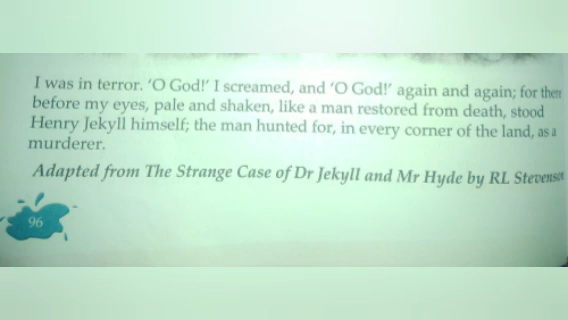 I was in terror. 'O God!' I screamed, and 'O God!' again and again; for there
before my eyes, pale and shaken, like a man restored from death, stood
Henry Jekyll himself; the man hunted for, in every corner of the land, as a
murderer.
Adapted from The Strange Case of Dr Jekyll and Mr Hyde by RL Stevenson
96